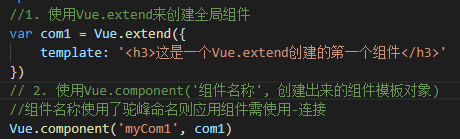 //1. 使用Vue.extend来创建全局组件
var com1 = Vue.extend({
template: '<h3>这是一个Vue.extend创建的第一个组件</h3>'
})
// 2. 使用Vue.component('组件名称', 创建出来的组件模板对象)
//组件名称使用了驼峰命名则应用组件需使用-连接
Vue.component('myCom1', com1)